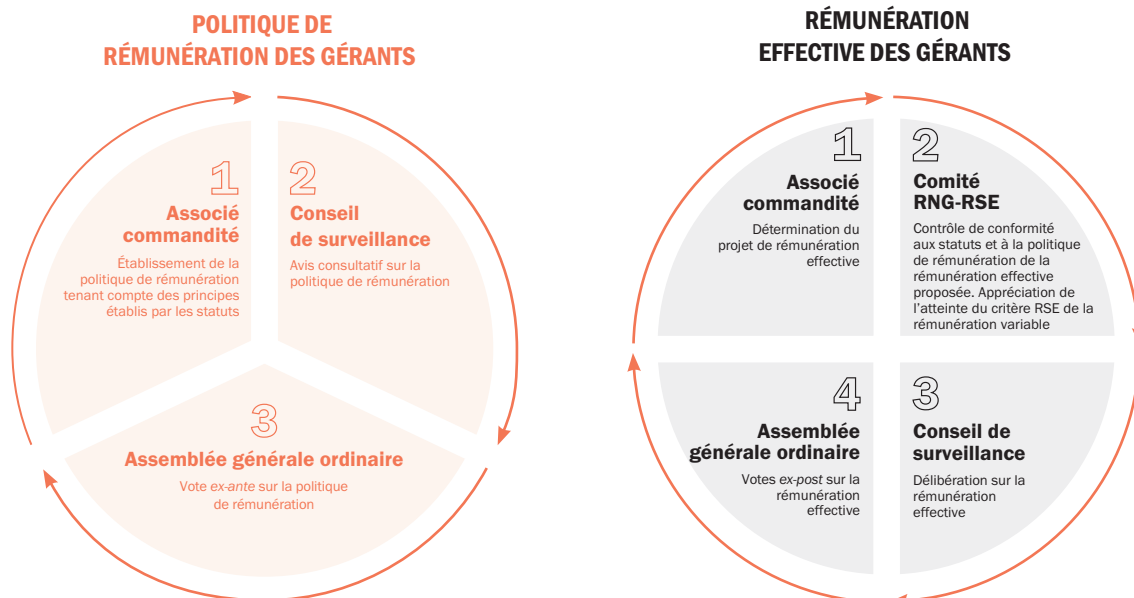 POLITIQUE DE
RÉMUNÉRATION DES GÉRANTS
1
Associé
commandité
Établissement de la
politique de rémunération
tenant compte des principes
établis par les statuts
2
Conseil
de surveillance
Avis consultatif sur la
politique de rémunération
3
Assemblée générale ordinaire
Vote ex-ante sur la politique
de rémunération
RÉMUNÉRATION
EFFECTIVE DES GÉRANTS
1
Associé
commandité
Détermination du
projet de rémunération
effective
2
Comité
RNG-RSE
Contrôle de conformité
aux statuts et à la politique
de rémunération de la
rémunération effective
proposée. Appréciation de
l’atteinte du critère RSE de la
rémunération variable
3
Conseil de
surveillance
Délibération sur la
rémunération
effective
4
Assemblée
générale ordinaire
Votes ex-post sur la
rémunération
effective